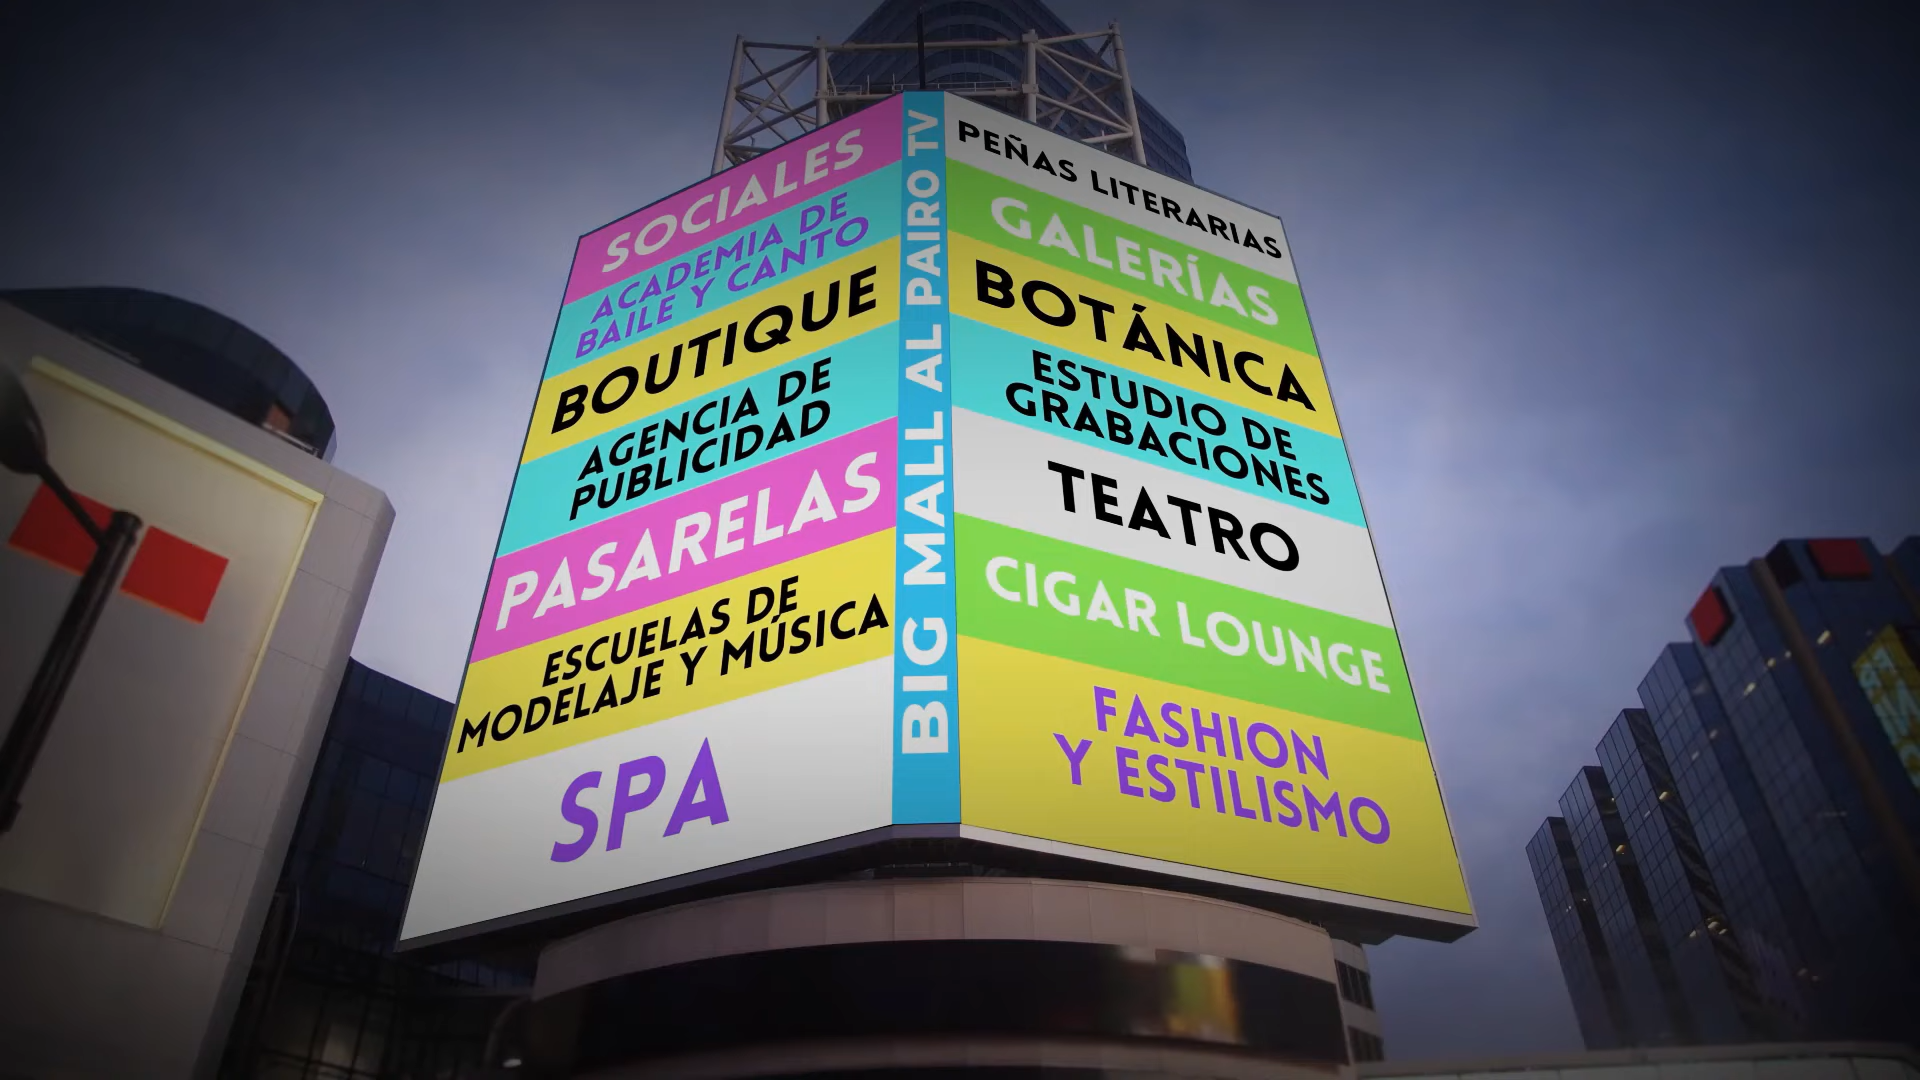 SOCIALES
ACADEMIA DE
BAILE Y CANTO
BOUTIQUE
AGENCIA DE
PUBLICIDAD
PASARELAS
ESCUELAS DE
MODELAJE Y MÚSICA
SPA
BIG MALL AL PAIRO TV
PEÑAS LITERARIAS
GALERÍAS
BOTÁNICA
ESTUDIO DE
GRABACIONES
TEATRO
CIGAR LOUNGE
FASHION
Y ESTILISMO